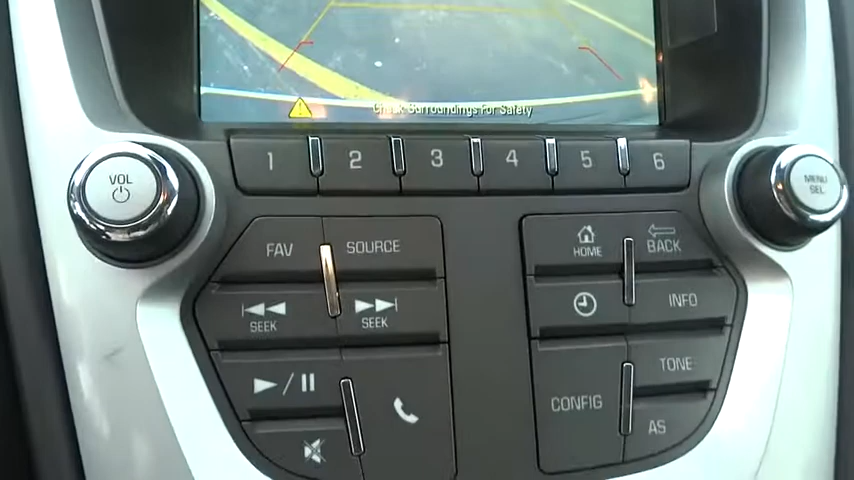 Check Surroundings For Safety
1 2 3 4 5 6
VOL
MENU
SEL
FAV SOURCE
HOME BACK
SEEK SEEK
INFO
TONE
CONFIG
AS